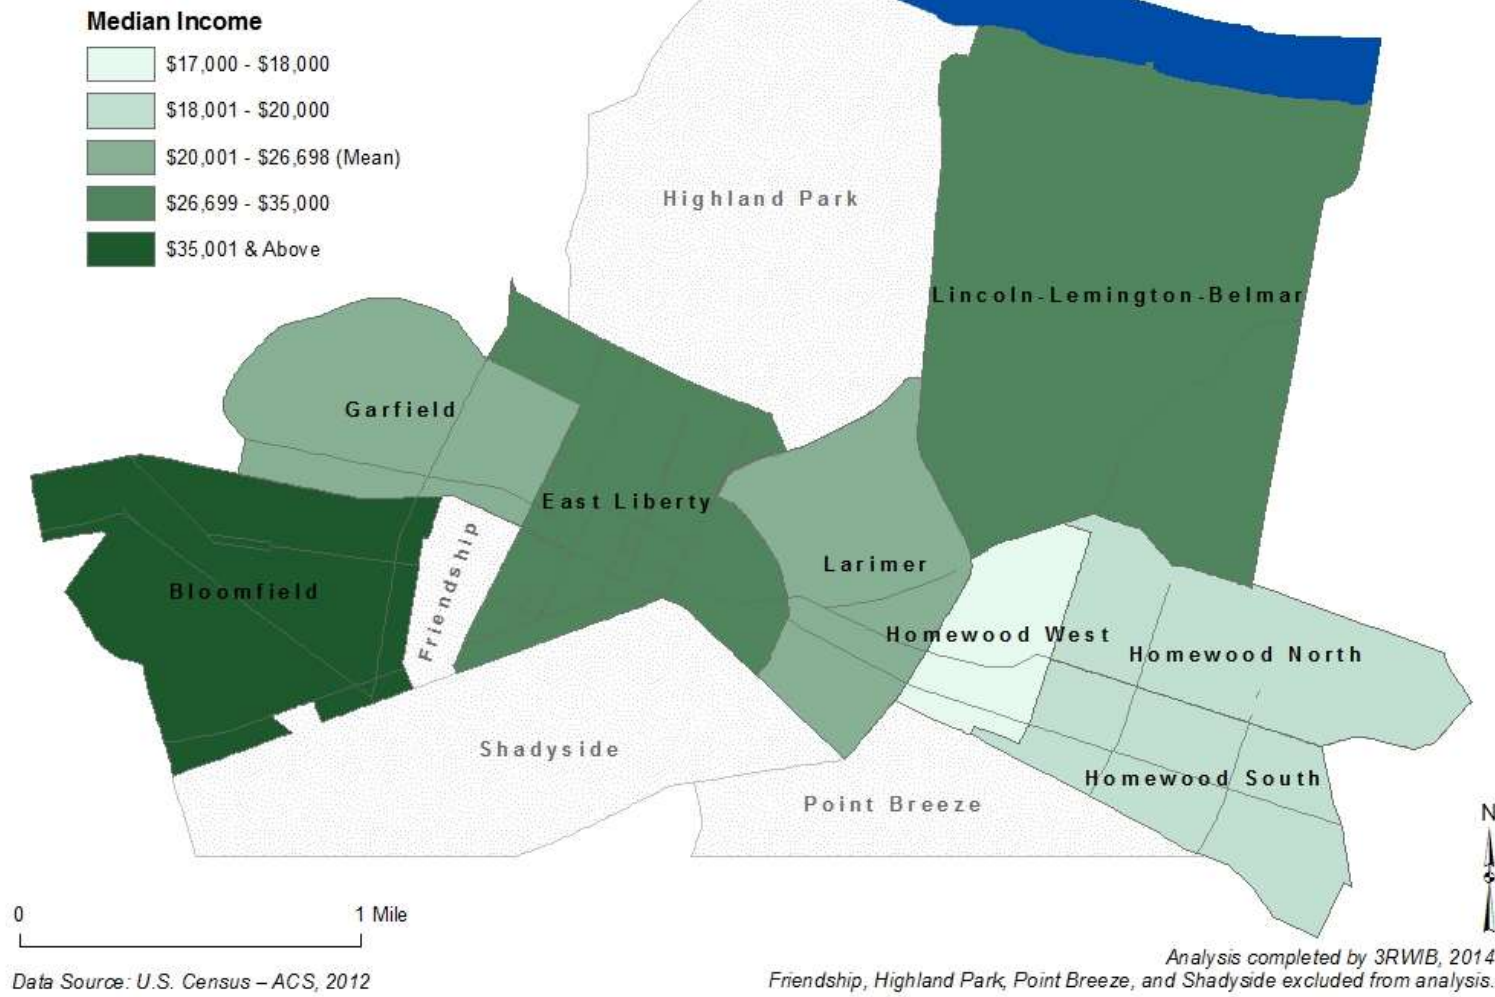 Median Income
$17,000 - $18,000
$18,001 - $20,000
$20,001 - $26,698 (Mean)
$26,699 - $35,000
$35,001 & Above
Highland Park
Lincoln-Lemington-Belmar
Garfield
East Liberty
Larimer
Bloomfield
Friendship
Homewood West
Homewood North
Shadyside
Homewood South
Point Breeze
N
0 1 Mile
Analysis completed by 3RWIB, 2014
Data Source: U.S. Census – ACS, 2012
Friendship, Highland Park, Point Breeze, and Shadyside excluded from analysis.